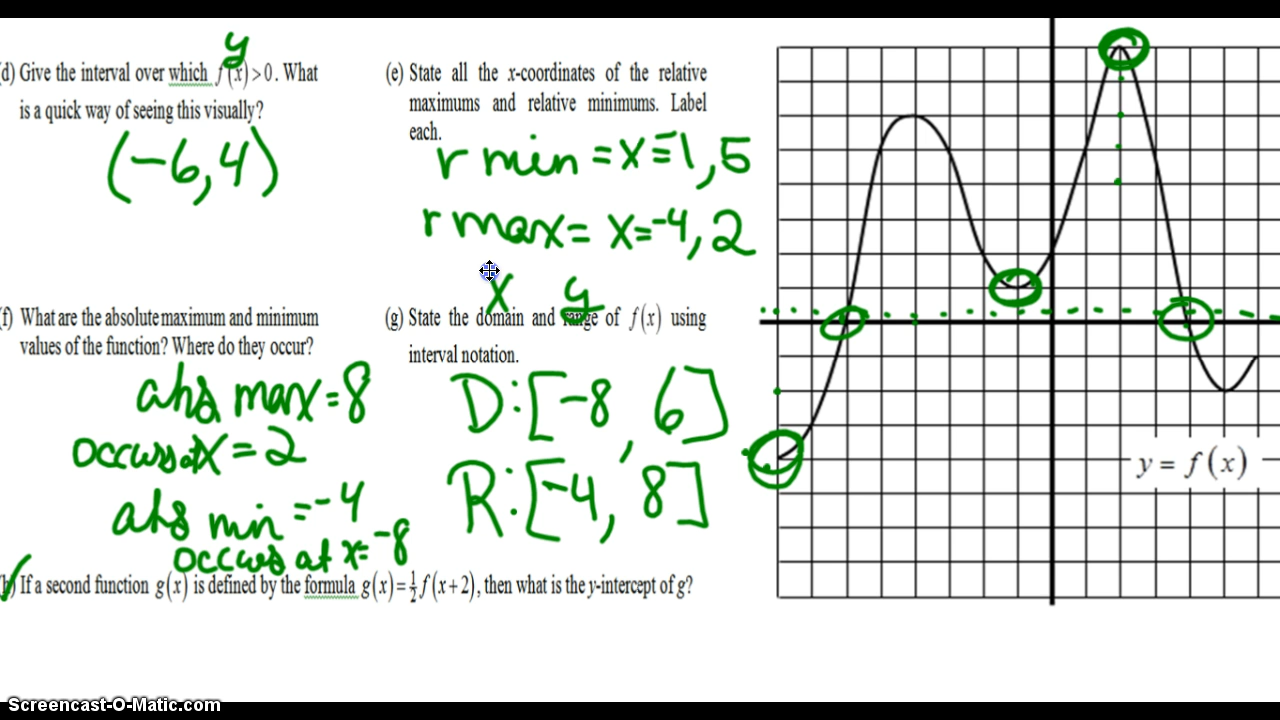 y
(d) Give the interval over which f(x) > 0. What
is a quick way of seeing this visually?
(-6, 4)
(e) State all the x-coordinates of the relative
maximums and relative minimums. Label
each.
r min = x = 1, 5
r max = x = -4, 2
x y
(f) What are the absolute maximum and minimum
values of the function? Where do they occur?
abs max = 8
occurs at x = 2
abs min = -4
occurs at x = -8
(g) State the domain and range of f(x) using
interval notation.
D: [-8, 6]
R: [-4, 8]
(h) If a second function g(x) is defined by the formula g(x) = ½ f(x+2), then what is the y-intercept of g?
y = f(x)
Screencast-O-Matic.com